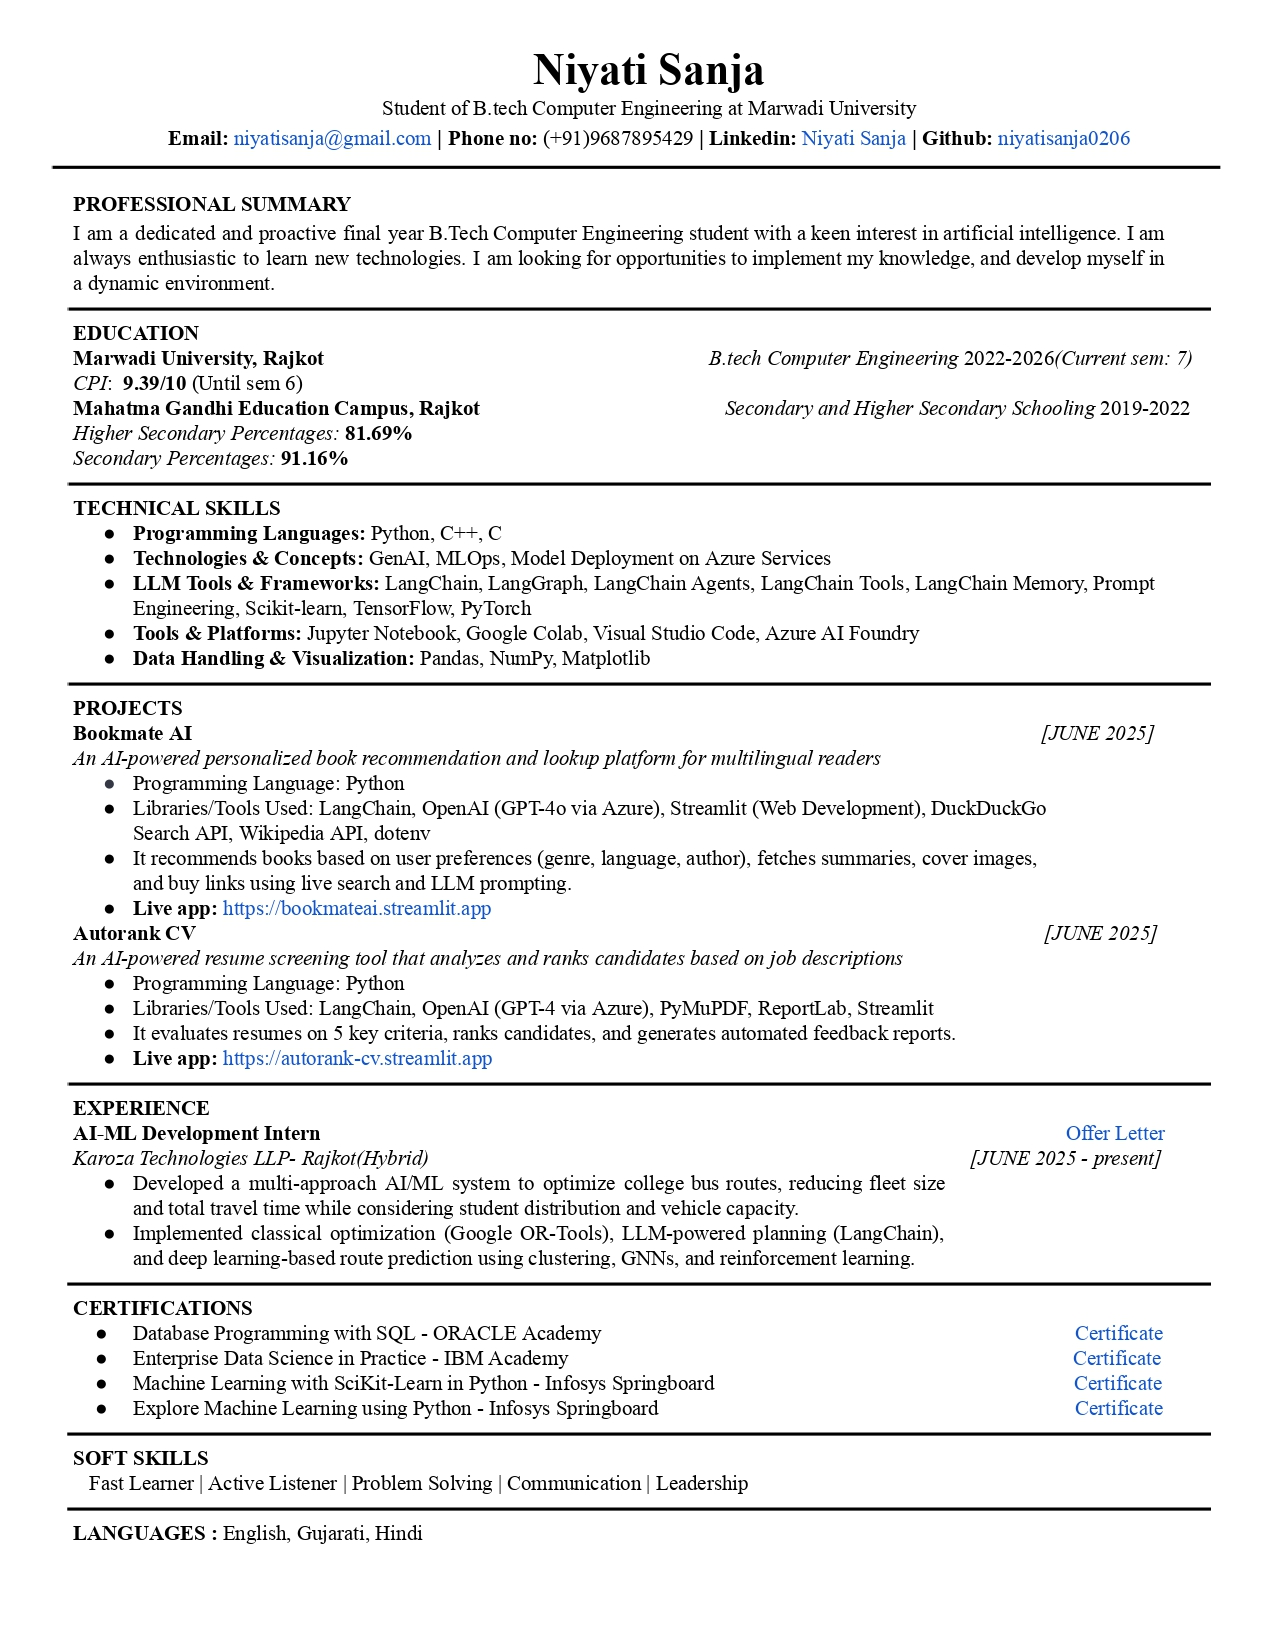 Niyati Sanja
Student of B.tech Computer Engineering at Marwadi University
Email: niyatisanja@gmail.com | Phone no: (+91)9687895429 | Linkedin: Niyati Sanja | Github: niyatisanja0206
PROFESSIONAL SUMMARY
I am a dedicated and proactive final year B.Tech Computer Engineering student with a keen interest in artificial intelligence. I am
always enthusiastic to learn new technologies. I am looking for opportunities to implement my knowledge, and develop myself in
a dynamic environment.
EDUCATION
Marwadi University, Rajkot B.tech Computer Engineering 2022-2026(Current sem: 7)
CPI: 9.39/10 (Until sem 6)
Mahatma Gandhi Education Campus, Rajkot Secondary and Higher Secondary Schooling 2019-2022
Higher Secondary Percentages: 81.69%
Secondary Percentages: 91.16%
TECHNICAL SKILLS
● Programming Languages: Python, C++, C
● Technologies & Concepts: GenAI, MLOps, Model Deployment on Azure Services
● LLM Tools & Frameworks: LangChain, LangGraph, LangChain Agents, LangChain Tools, LangChain Memory, Prompt
Engineering, Scikit-learn, TensorFlow, PyTorch
● Tools & Platforms: Jupyter Notebook, Google Colab, Visual Studio Code, Azure AI Foundry
● Data Handling & Visualization: Pandas, NumPy, Matplotlib
PROJECTS
Bookmate AI [JUNE 2025]
An AI-powered personalized book recommendation and lookup platform for multilingual readers
● Programming Language: Python
● Libraries/Tools Used: LangChain, OpenAI (GPT-4o via Azure), Streamlit (Web Development), DuckDuckGo
Search API, Wikipedia API, dotenv
● It recommends books based on user preferences (genre, language, author), fetches summaries, cover images,
and buy links using live search and LLM prompting.
● Live app: https://bookmateai.streamlit.app
Autorank CV [JUNE 2025]
An AI-powered resume screening tool that analyzes and ranks candidates based on job descriptions
● Programming Language: Python
● Libraries/Tools Used: LangChain, OpenAI (GPT-4 via Azure), PyMuPDF, ReportLab, Streamlit
● It evaluates resumes on 5 key criteria, ranks candidates, and generates automated feedback reports.
● Live app: https://autorank-cv.streamlit.app
EXPERIENCE
AI-ML Development Intern Offer Letter
Karoza Technologies LLP- Rajkot(Hybrid) [JUNE 2025 - present]
● Developed a multi-approach AI/ML system to optimize college bus routes, reducing fleet size
and total travel time while considering student distribution and vehicle capacity.
● Implemented classical optimization (Google OR-Tools), LLM-powered planning (LangChain),
and deep learning-based route prediction using clustering, GNNs, and reinforcement learning.
CERTIFICATIONS
● Database Programming with SQL - ORACLE Academy Certificate
● Enterprise Data Science in Practice - IBM Academy Certificate
● Machine Learning with SciKit-Learn in Python - Infosys Springboard Certificate
● Explore Machine Learning using Python - Infosys Springboard Certificate
SOFT SKILLS
Fast Learner | Active Listener | Problem Solving | Communication | Leadership
LANGUAGES : English, Gujarati, Hindi